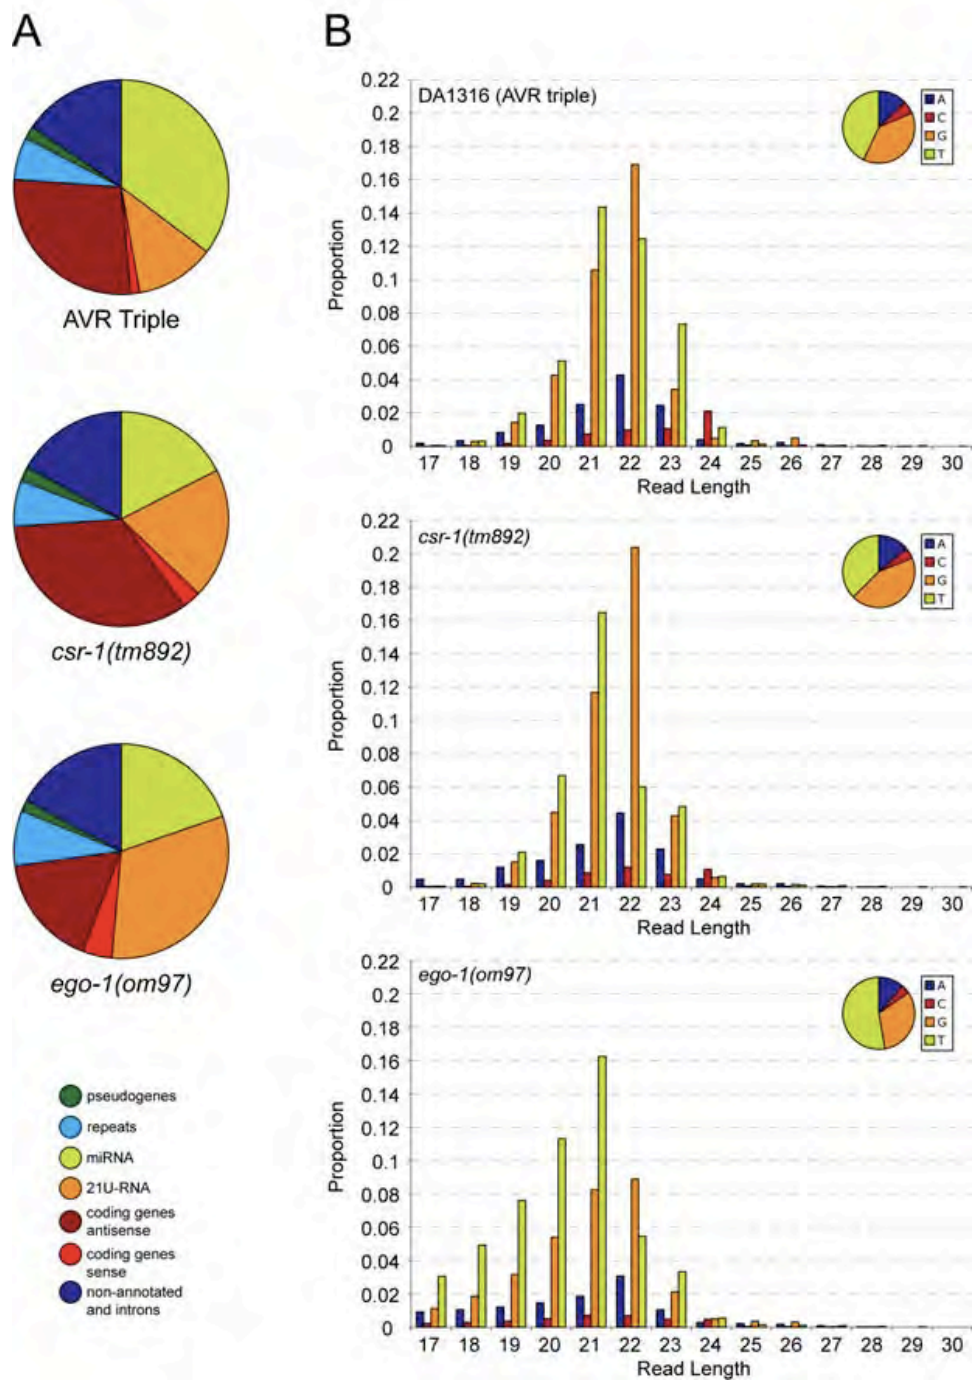 A
AVR Triple
csr-1(tm892)
ego-1(om97)
pseudogenes
repeats
miRNA
21U-RNA
coding genes
antisense
coding genes
sense
non-annotated
and introns
B
DA1316 (AVR triple)
A
C
G
T
Proportion
0.22
0.2
0.18
0.16
0.14
0.12
0.1
0.08
0.06
0.04
0.02
0
17 18 19 20 21 22 23 24 25 26 27 28 29 30
Read Length
csr-1(tm892)
A
C
G
T
Proportion
0.22
0.2
0.18
0.16
0.14
0.12
0.1
0.08
0.06
0.04
0.02
0
17 18 19 20 21 22 23 24 25 26 27 28 29 30
Read Length
ego-1(om97)
A
C
G
T
Proportion
0.22
0.2
0.18
0.16
0.14
0.12
0.1
0.08
0.06
0.04
0.02
0
17 18 19 20 21 22 23 24 25 26 27 28 29 30
Read Length